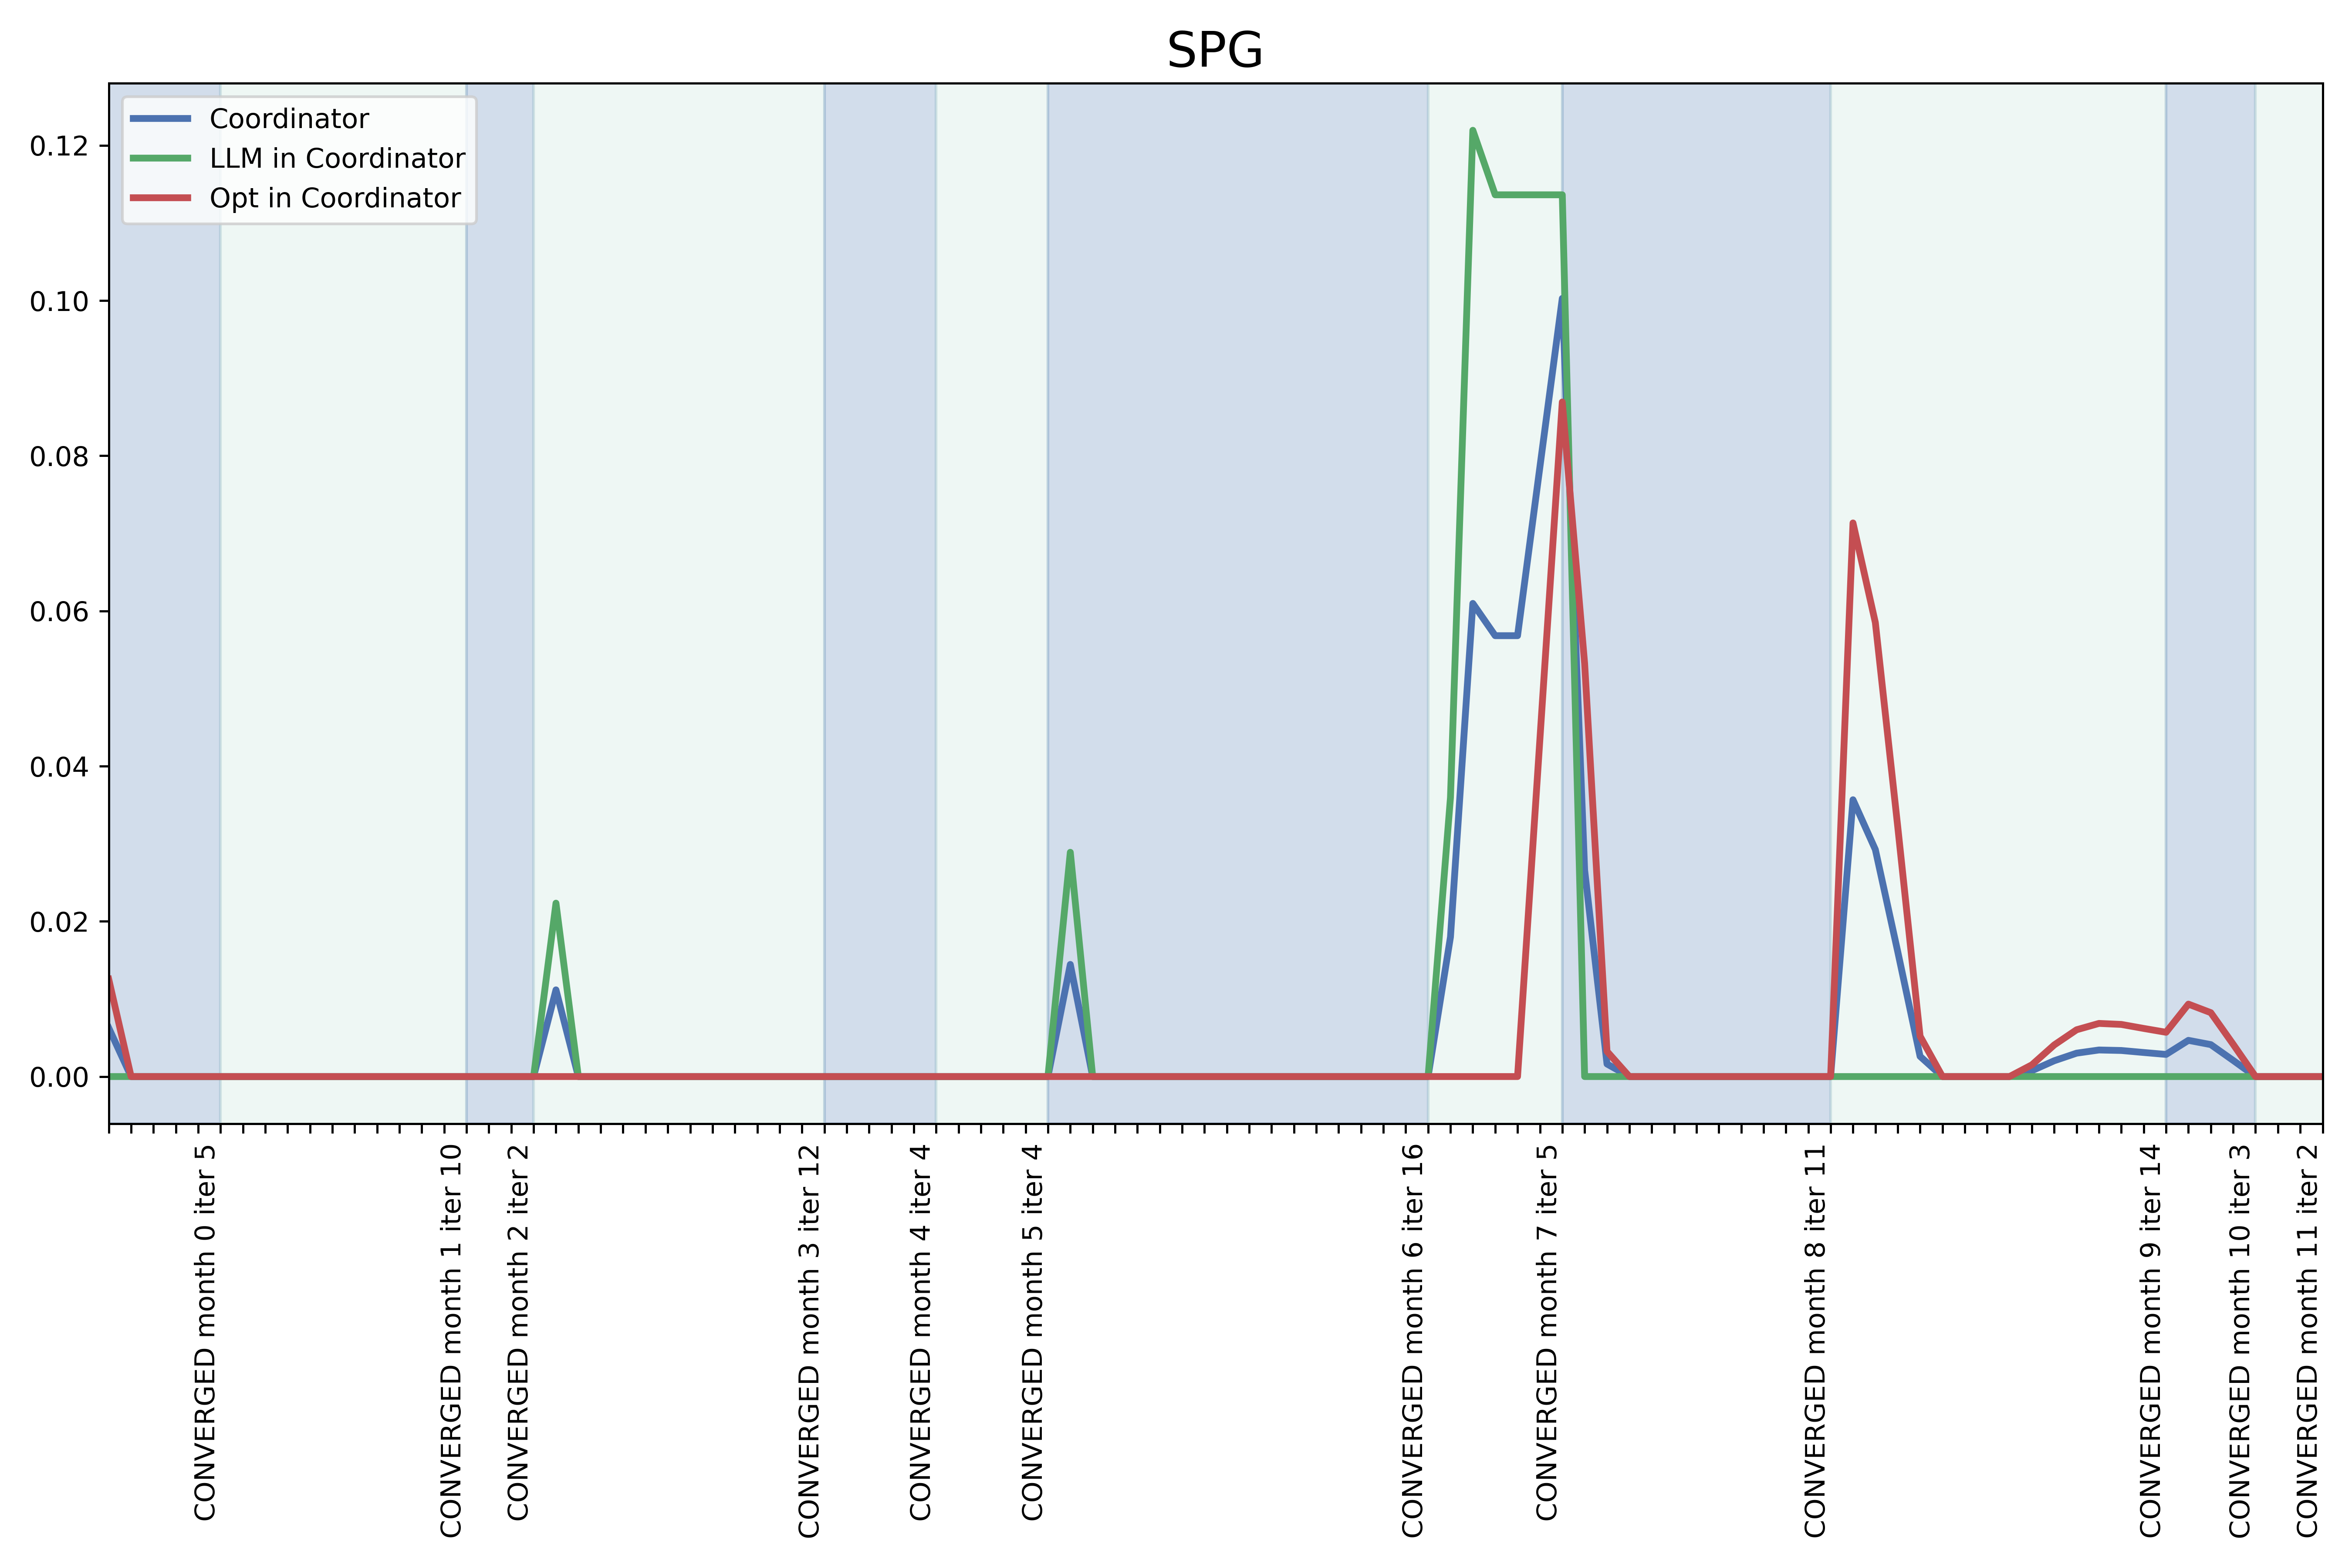 SPG
Coordinator
LLM in Coordinator
Opt in Coordinator
0.12
0.10
0.08
0.06
0.04
0.02
0.00
CONVERGED month 0 iter 5
CONVERGED month 1 iter 10
CONVERGED month 2 iter 2
CONVERGED month 3 iter 12
CONVERGED month 4 iter 4
CONVERGED month 5 iter 4
CONVERGED month 6 iter 16
CONVERGED month 7 iter 5
CONVERGED month 8 iter 11
CONVERGED month 9 iter 14
CONVERGED month 10 iter 3
CONVERGED month 11 iter 2